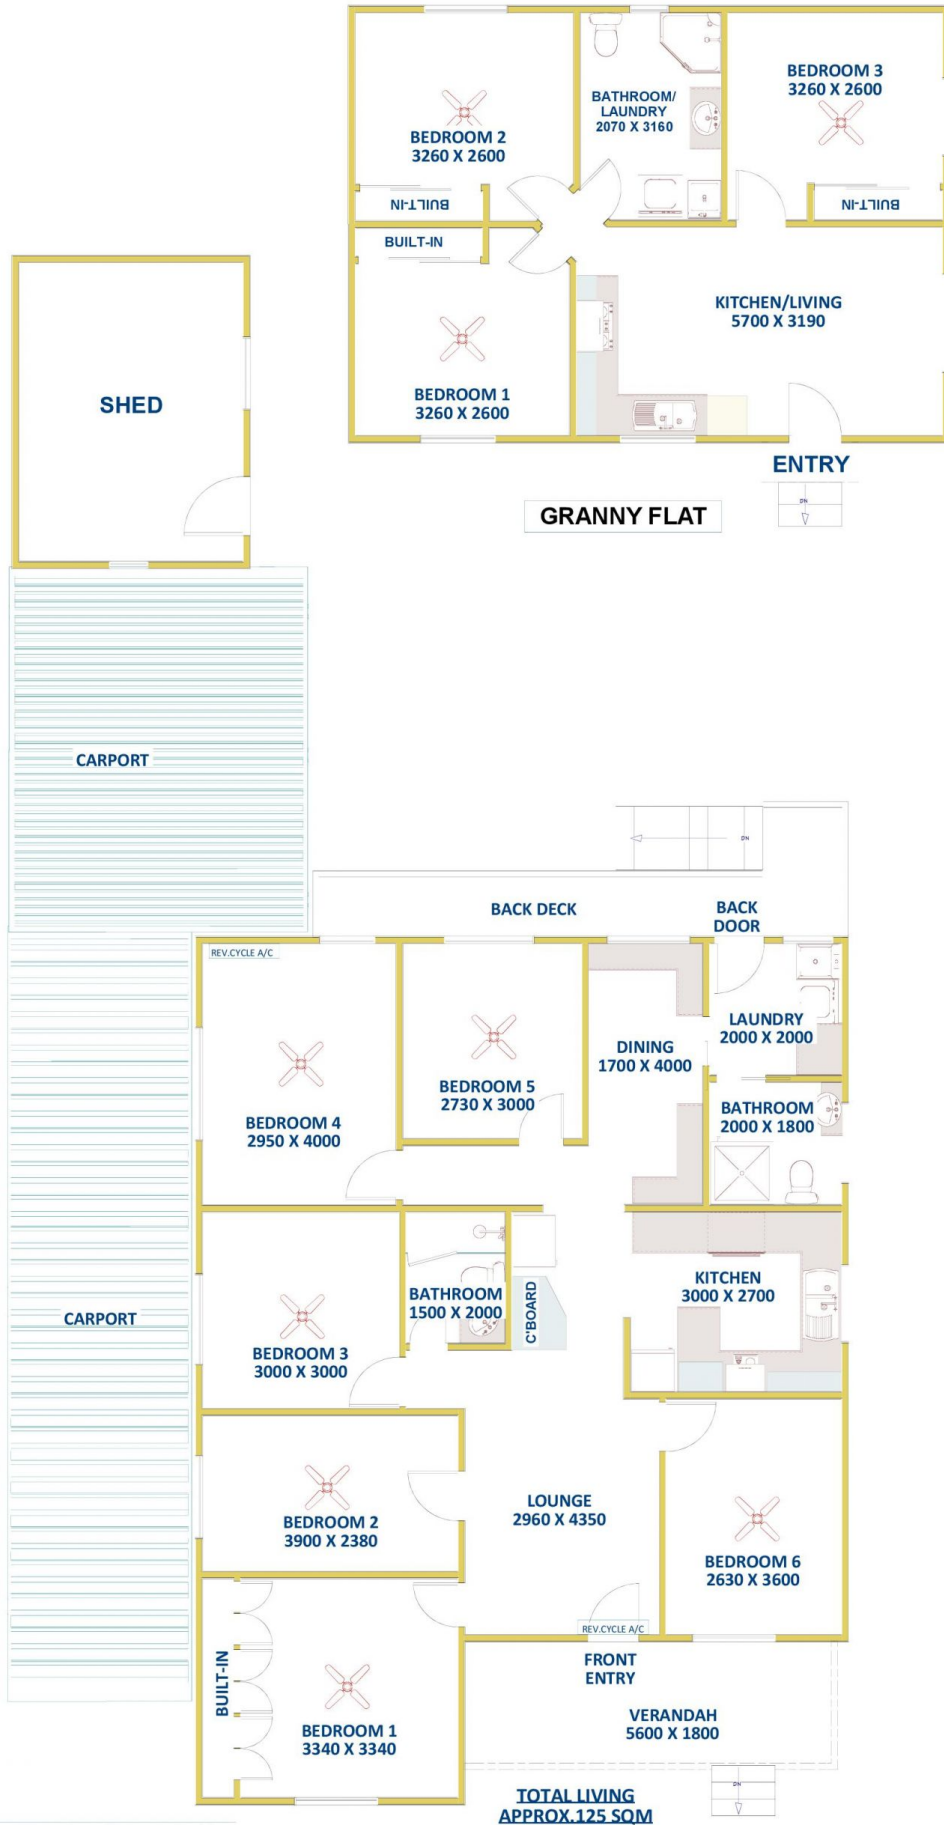 BEDROOM 2
3260 X 2600
BUILT-IN
BATHROOM/
LAUNDRY
2070 X 3160
BEDROOM 3
3260 X 2600
BUILT-IN
BUILT-IN
BEDROOM 1
3260 X 2600
KITCHEN/LIVING
5700 X 3190
ENTRY
DN
GRANNY FLAT
SHED
CARPORT
DN
BACK DECK
BACK
DOOR
REV.CYCLE A/C
BEDROOM 4
2950 X 4000
BEDROOM 5
2730 X 3000
DINING
1700 X 4000
LAUNDRY
2000 X 2000
BATHROOM
2000 X 1800
CARPORT
BEDROOM 3
3000 X 3000
BATHROOM
1500 X 2000
C'BOARD
KITCHEN
3000 X 2700
BEDROOM 2
3900 X 2380
LOUNGE
2960 X 4350
BEDROOM 6
2630 X 3600
REV.CYCLE A/C
BUILT-IN
BEDROOM 1
3340 X 3340
FRONT
ENTRY
VERANDAH
5600 X 1800
DN
TOTAL LIVING
APPROX.125 SQM